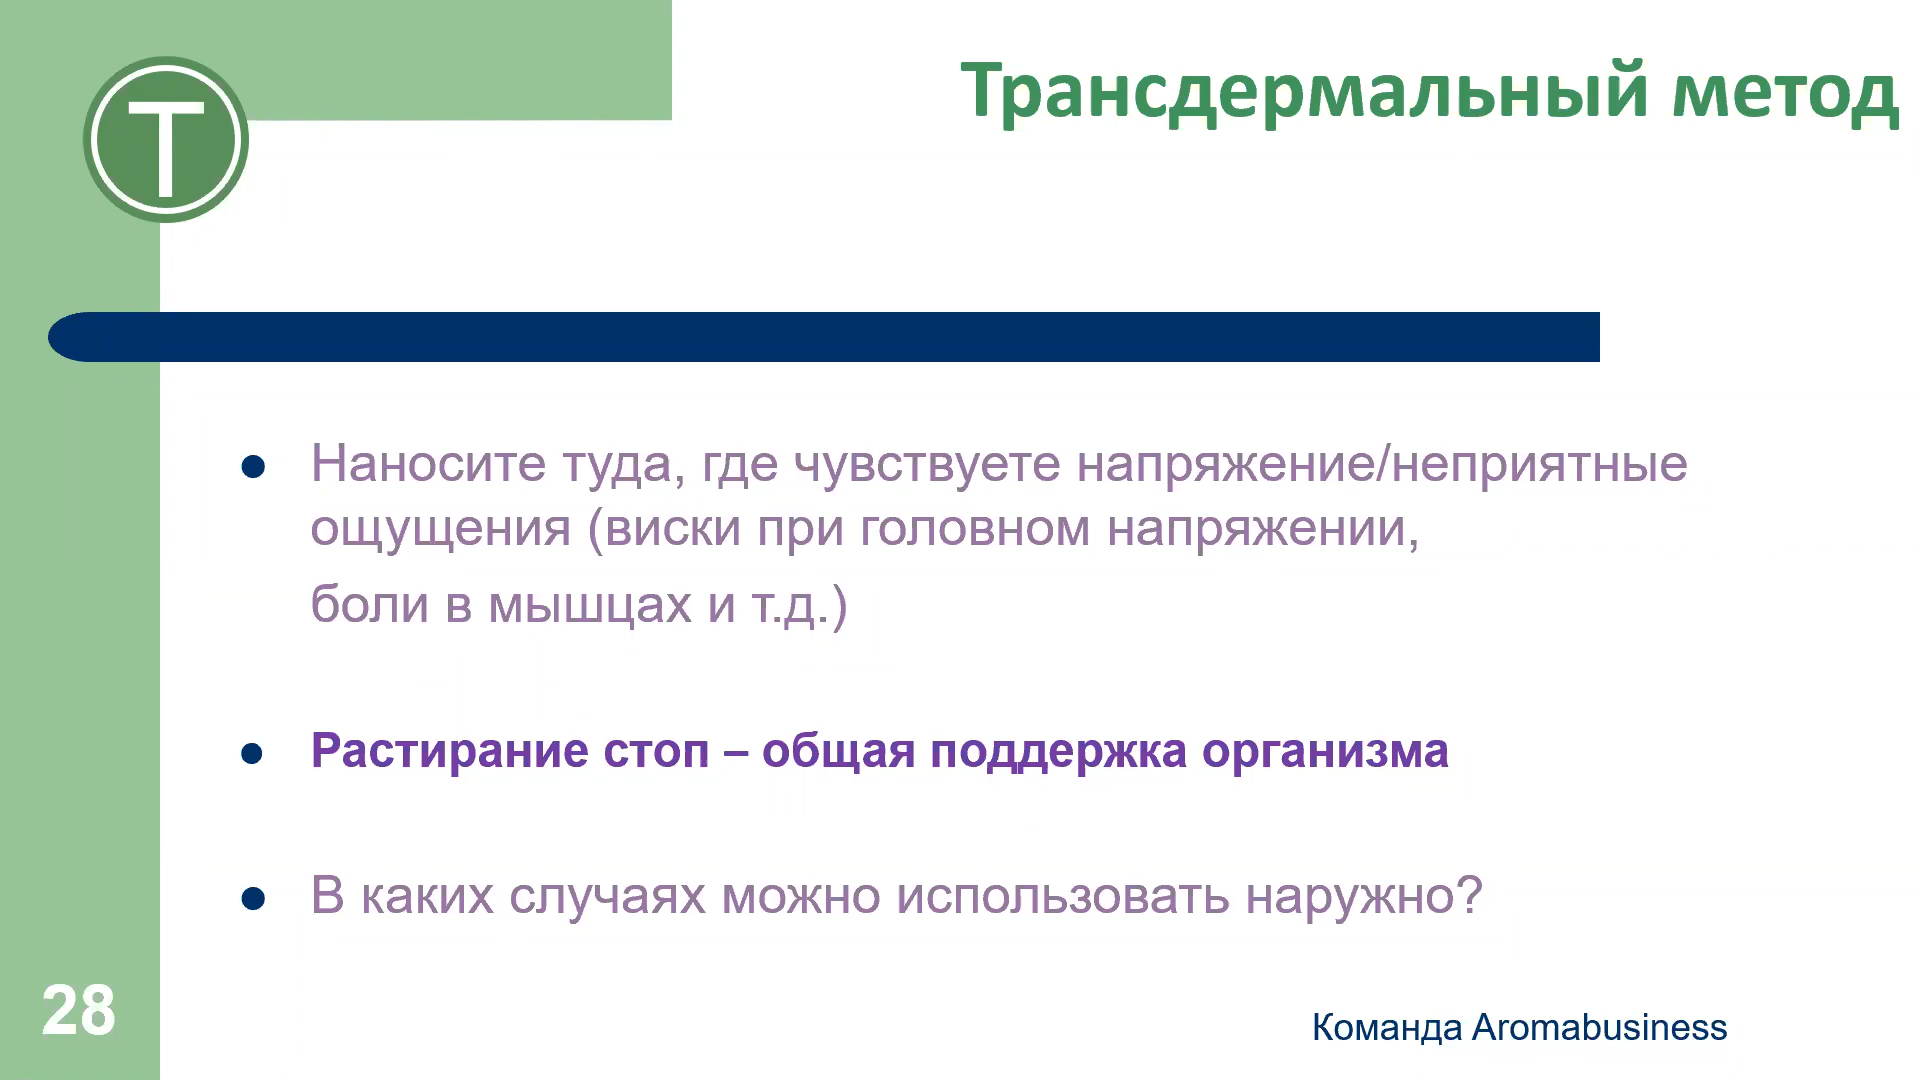 T
Трансдермальный метод
Наносите туда, где чувствуете напряжение/неприятные
ощущения (виски при головном напряжении,
боли в мышцах и т.д.)
Растирание стоп – общая поддержка организма
В каких случаях можно использовать наружно?
28
Команда Aromabusiness